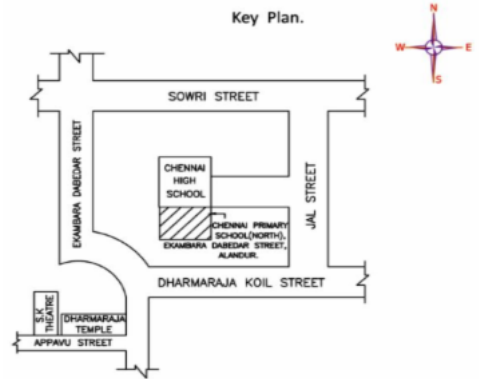 Key Plan.
N
W
E
S
SOWRI STREET
EKAMBARA DABEDAR STREET
CHENNAI
HIGH
SCHOOL
JAL STREET
CHENNAI PRIMARY
SCHOOL(NORTH),
EKAMBARA DABEDAR STREET,
ALANDUR.
DHARMARAJA KOIL STREET
S.K
THEATRE
DHARMARAJA
TEMPLE
APPAVU STREET